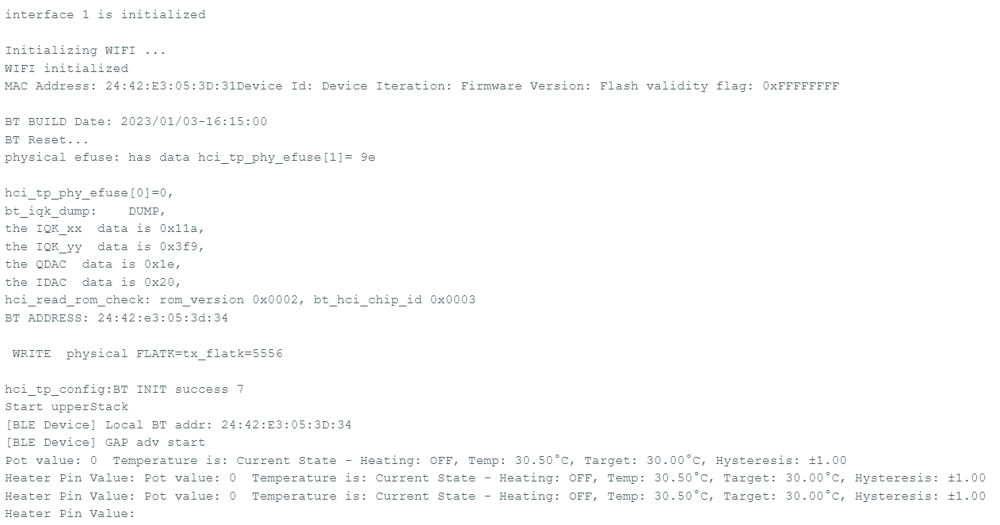 interface 1 is initialized
Initializing WIFI ...
WIFI initialized
MAC Address: 24:42:E3:05:3D:31Device Id: Device Iteration: Firmware Version: Flash validity flag: 0xFFFFFFFF
BT BUILD Date: 2023/01/03-16:15:00
BT Reset...
physical efuse: has data hci_tp_phy_efuse[1]= 9e
hci_tp_phy_efuse[0]=0,
bt_iqk_dump:    DUMP,
the IQK_xx  data is 0x11a,
the IQK_yy  data is 0x3f9,
the QDAC  data is 0x1e,
the IDAC  data is 0x20,
hci_read_rom_check: rom_version 0x0002, bt_hci_chip_id 0x0003
BT ADDRESS: 24:42:e3:05:3d:34
 WRITE  physical FLATK=tx_flatk=5556
hci_tp_config:BT INIT success 7
Start upperStack
[BLE Device] Local BT addr: 24:42:E3:05:3D:34
[BLE Device] GAP adv start
Pot value: 0  Temperature is: Current State - Heating: OFF, Temp: 30.50°C, Target: 30.00°C, Hysteresis: ±1.00
Heater Pin Value: Pot value: 0  Temperature is: Current State - Heating: OFF, Temp: 30.50°C, Target: 30.00°C, Hysteresis: ±1.00
Heater Pin Value: Pot value: 0  Temperature is: Current State - Heating: OFF, Temp: 30.50°C, Target: 30.00°C, Hysteresis: ±1.00
Heater Pin Value: